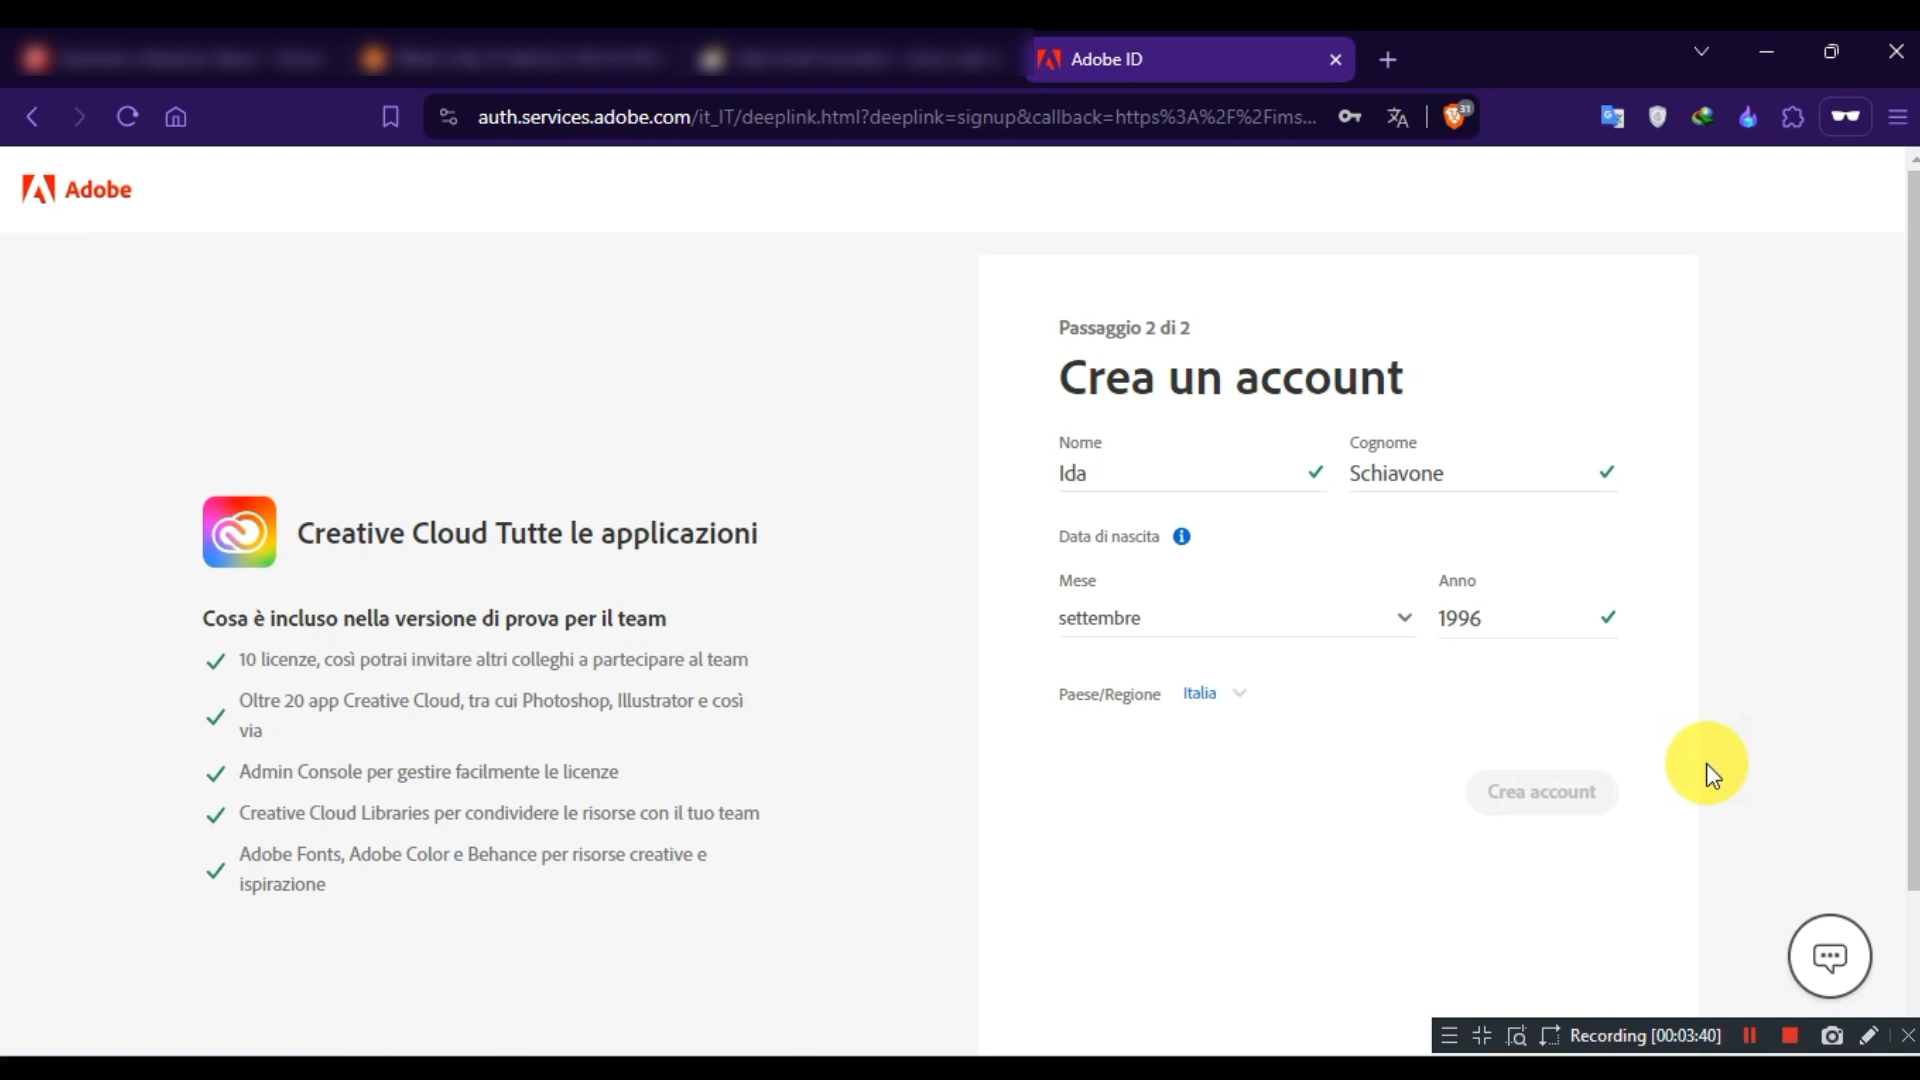 Adobe ID
auth.services.adobe.com/it_IT/deeplink.html?deeplink=signup&callback=https%3A%2F%2Fims...
31
Adobe
Passaggio 2 di 2
Crea un account
Nome
Cognome
Ida
Schiavone
Data di nascita
Mese
Anno
settembre
1996
Paese/Regione Italia
Crea account
Creative Cloud Tutte le applicazioni
Cosa è incluso nella versione di prova per il team
10 licenze, così potrai invitare altri colleghi a partecipare al team
Oltre 20 app Creative Cloud, tra cui Photoshop, Illustrator e così
via
Admin Console per gestire facilmente le licenze
Creative Cloud Libraries per condividere le risorse con il tuo team
Adobe Fonts, Adobe Color e Behance per risorse creative e
ispirazione
Recording [00:03:40]